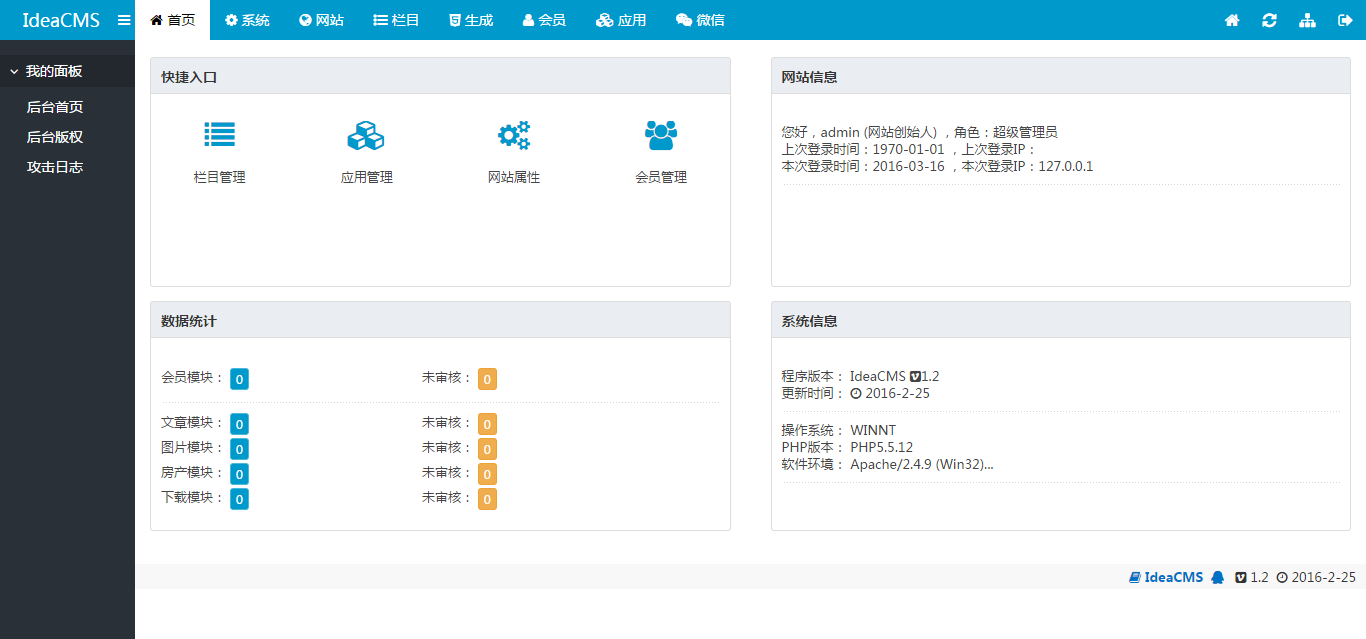 IdeaCMS 首页 系统 网站 栏目 生成 会员 应用 微信
我的面板
后台首页
后台版权
攻击日志
快捷入口
栏目管理 应用管理 网站属性 会员管理
网站信息
您好，admin (网站创始人) ，角色：超级管理员
上次登录时间：1970-01-01 ，上次登录IP：
本次登录时间：2016-03-16 ，本次登录IP：127.0.0.1
数据统计
会员模块： 0 未审核： 0
文章模块： 0 未审核： 0
图片模块： 0 未审核： 0
房产模块： 0 未审核： 0
下载模块： 0 未审核： 0
系统信息
程序版本： IdeaCMS V1.2
更新时间： 2016-2-25
操作系统： WINNT
PHP版本： PHP5.5.12
软件环境： Apache/2.4.9 (Win32)...
IdeaCMS V 1.2 2016-2-25